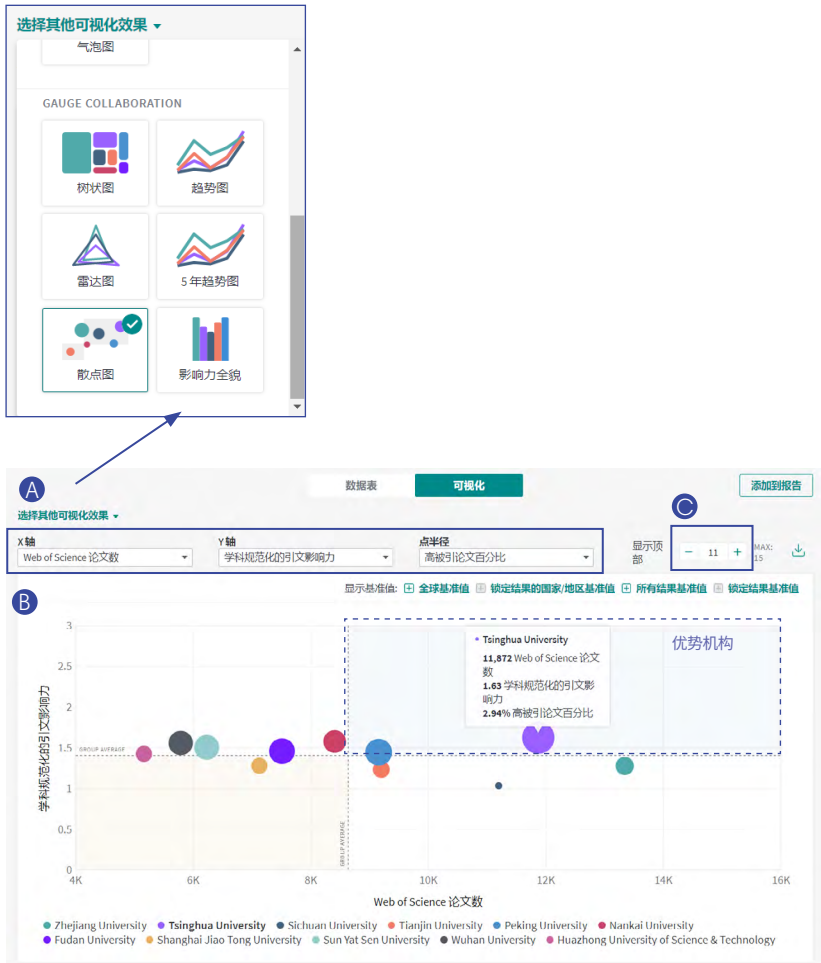 选择其他可视化效果
气泡图
GAUGE COLLABORATION
树状图
趋势图
雷达图
5 年趋势图
散点图
影响力全貌
A
数据表
可视化
添加到报告
C
选择其他可视化效果
X 轴
Y 轴
点半径
Web of Science 论文数
学科规范化的引文影响力
高被引论文百分比
显示顶
部
− 11 +
MAX:
15
B
显示基准值: 全球基准值 锁定结果的国家/地区基准值 所有结果基准值 锁定结果基准值
优势机构
Tsinghua University
11,872 Web of Science 论文
数
1.63 学科规范化的引文影
响力
2.94% 高被引论文百分比
学科规范化的引文影响力
3
2.5
2
1.5
1
0.5
0
GROUP AVERAGE
GROUP AVERAGE
4K 6K 8K 10K 12K 14K 16K
Web of Science 论文数
Zhejiang University Tsinghua University Sichuan University Tianjin University Peking University Nankai University
Fudan University Shanghai Jiao Tong University Sun Yat Sen University Wuhan University Huazhong University of Science & Technology